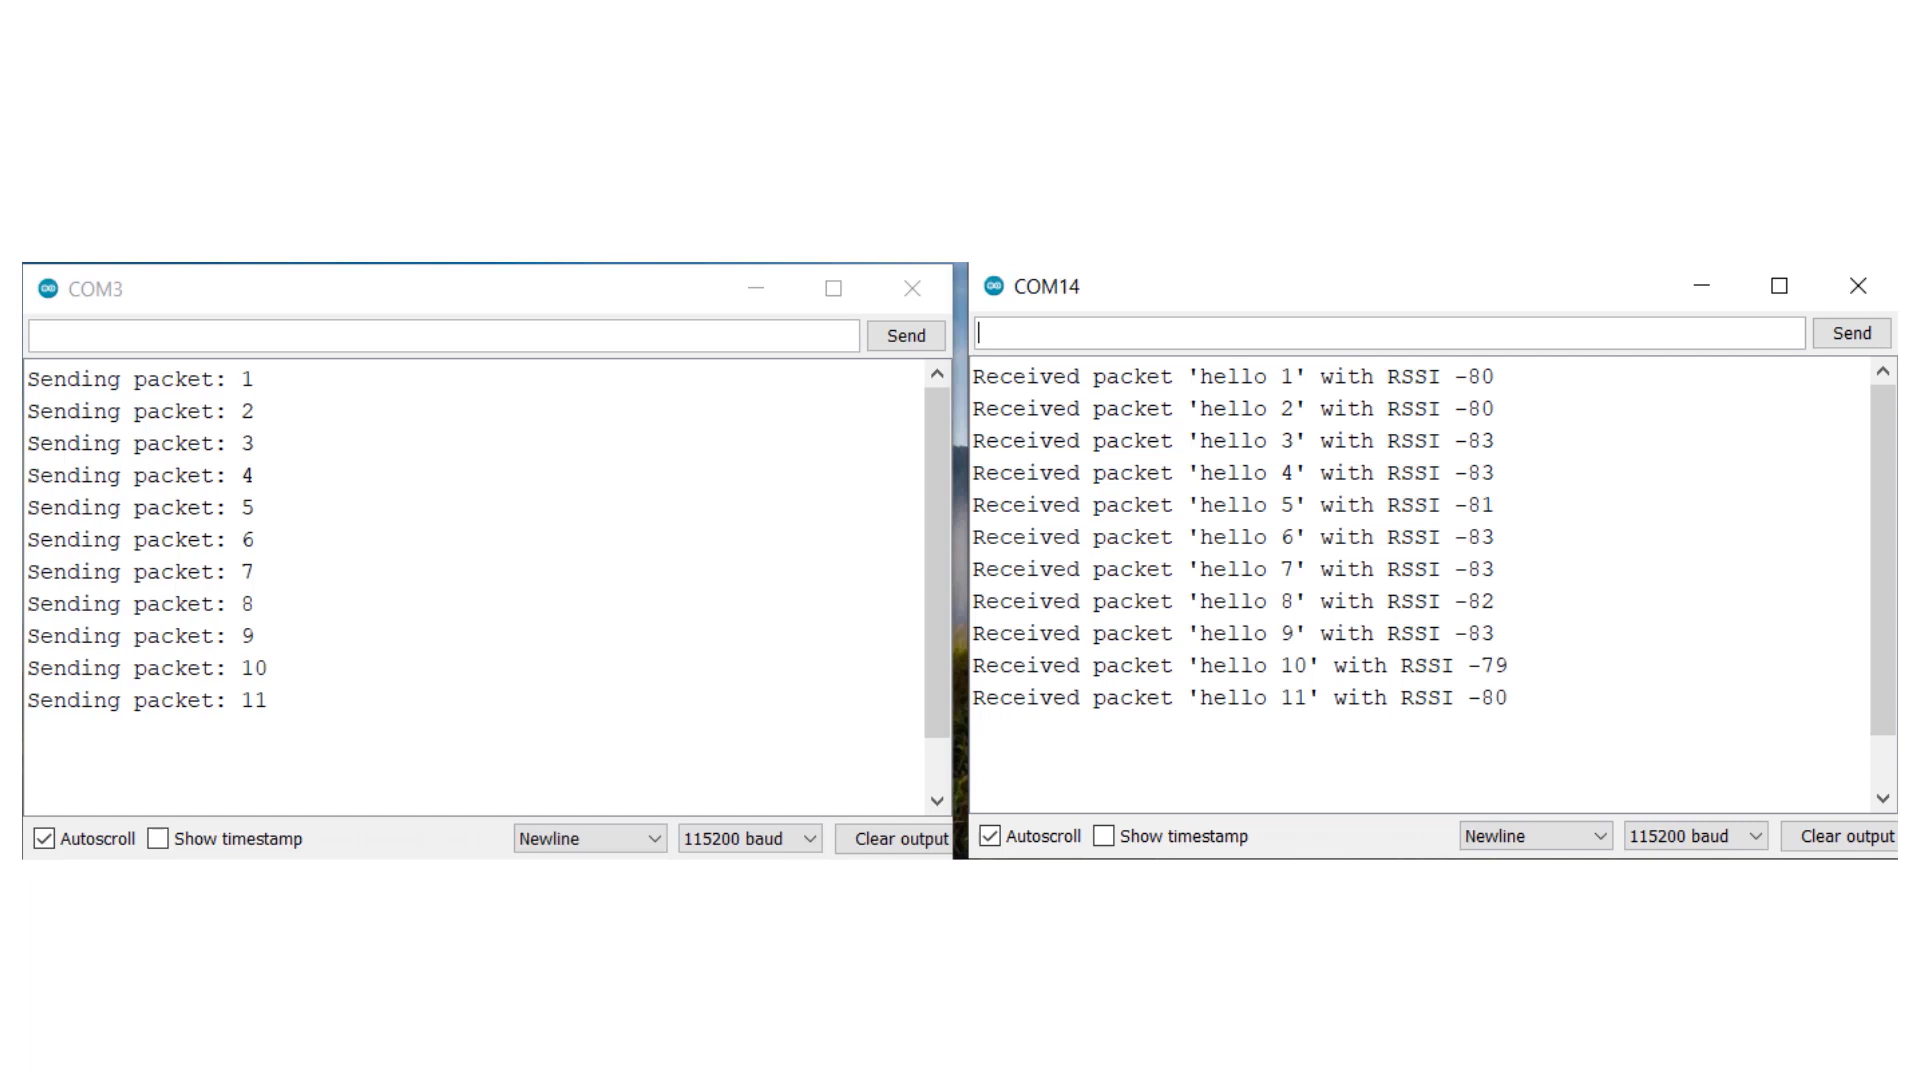 COM3
Send
Sending packet: 1
Sending packet: 2
Sending packet: 3
Sending packet: 4
Sending packet: 5
Sending packet: 6
Sending packet: 7
Sending packet: 8
Sending packet: 9
Sending packet: 10
Sending packet: 11
Autoscroll Show timestamp Newline 115200 baud Clear output
COM14
Send
Received packet 'hello 1' with RSSI -80
Received packet 'hello 2' with RSSI -80
Received packet 'hello 3' with RSSI -83
Received packet 'hello 4' with RSSI -83
Received packet 'hello 5' with RSSI -81
Received packet 'hello 6' with RSSI -83
Received packet 'hello 7' with RSSI -83
Received packet 'hello 8' with RSSI -82
Received packet 'hello 9' with RSSI -83
Received packet 'hello 10' with RSSI -79
Received packet 'hello 11' with RSSI -80
Autoscroll Show timestamp Newline 115200 baud Clear output